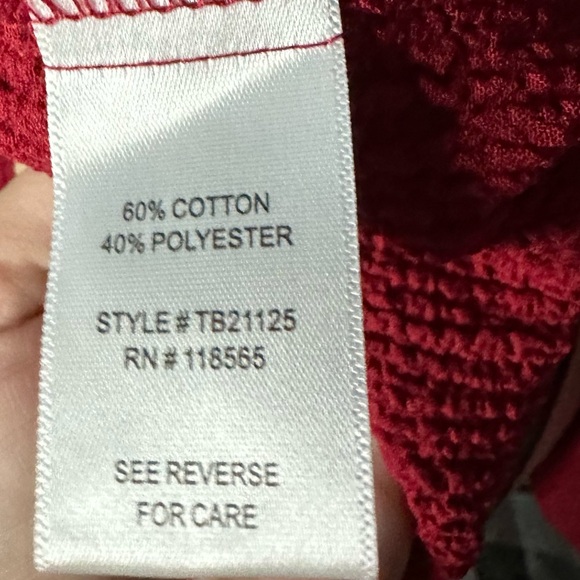 60% COTTON
40% POLYESTER
STYLE # TB21125
RN # 118565
SEE REVERSE
FOR CARE